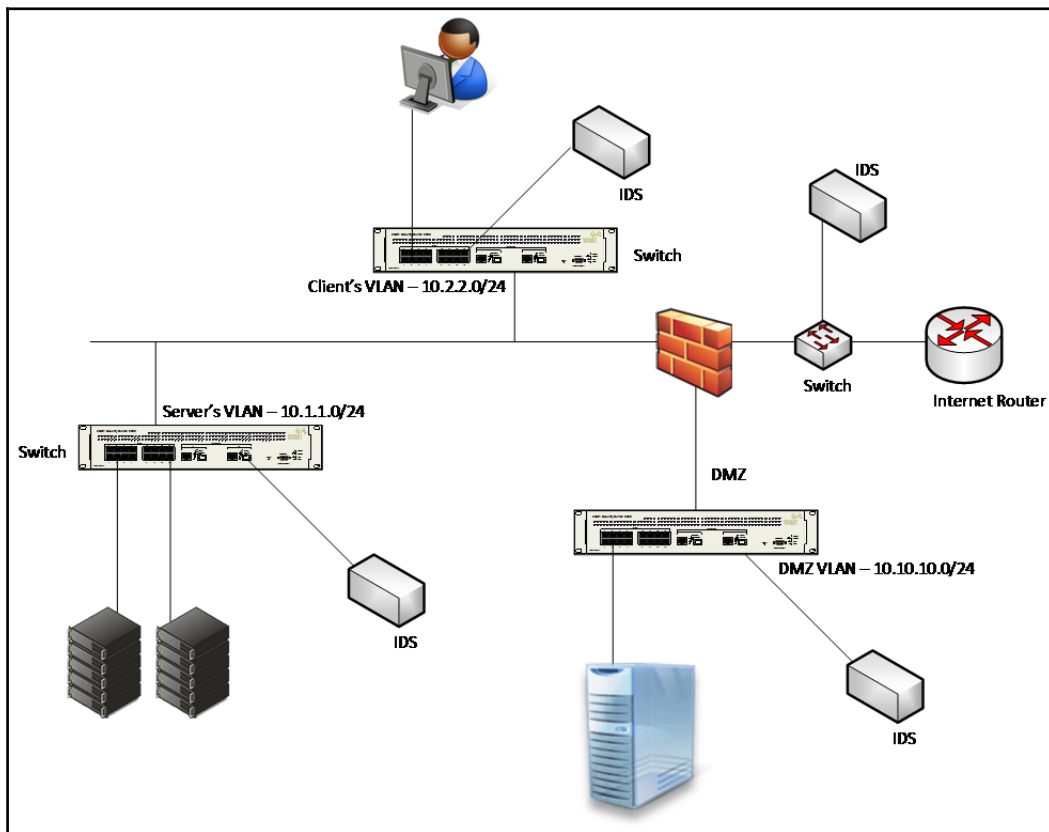 IDS
IDS
Switch
Client's VLAN – 10.2.2.0/24
Switch
Internet Router
Server's VLAN – 10.1.1.0/24
Switch
DMZ
DMZ VLAN – 10.10.10.0/24
IDS
IDS